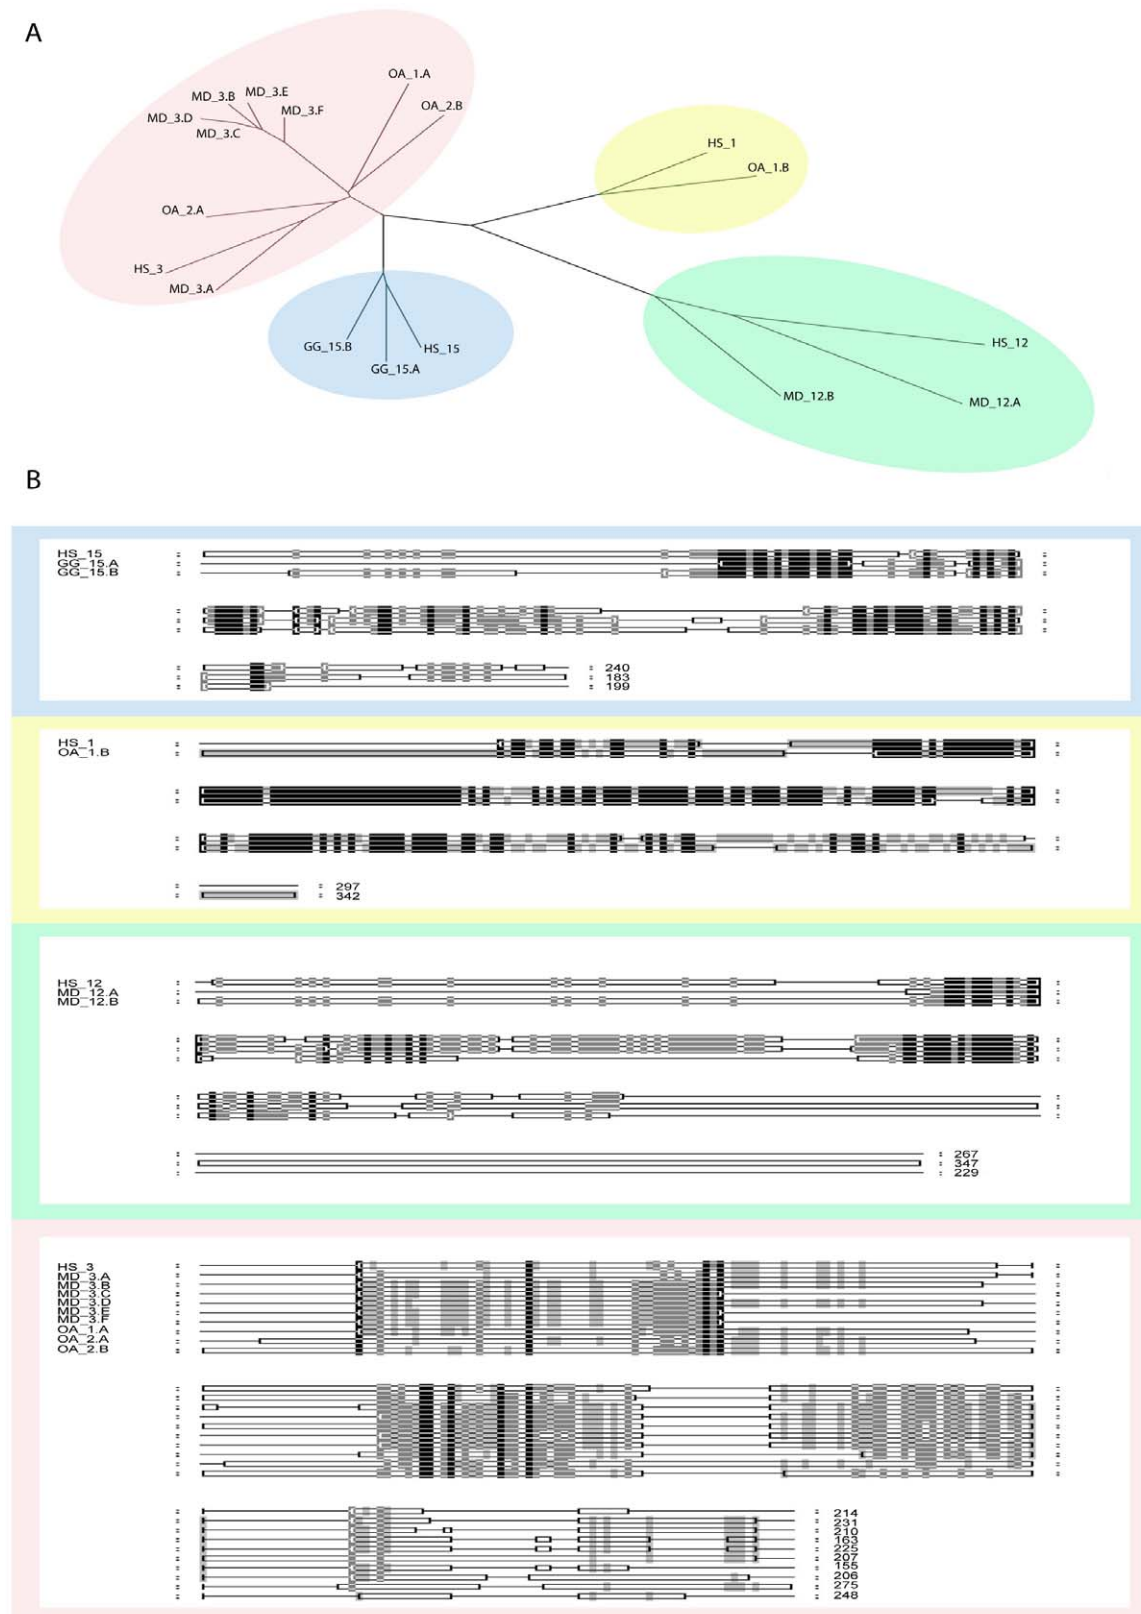 A
OA_1.A
MD_3.E
MD_3.B
OA_2.B
MD_3.F
MD_3.D
MD_3.C
HS_1
OA_1.B
OA_2.A
HS_3
MD_3.A
GG_15.B
HS_15
GG_15.A
HS_12
MD_12.B
MD_12.A
B
HS_15
GG_15.A
GG_15.B
240
183
199
HS_1
OA_1.B
297
342
HS_12
MD_12.A
MD_12.B
267
347
229
HS_3
MD_3.A
MD_3.B
MD_3.C
MD_3.D
MD_3.E
MD_3.F
OA_1.A
OA_2.A
OA_2.B
214
231
210
163
225
207
155
206
275
248